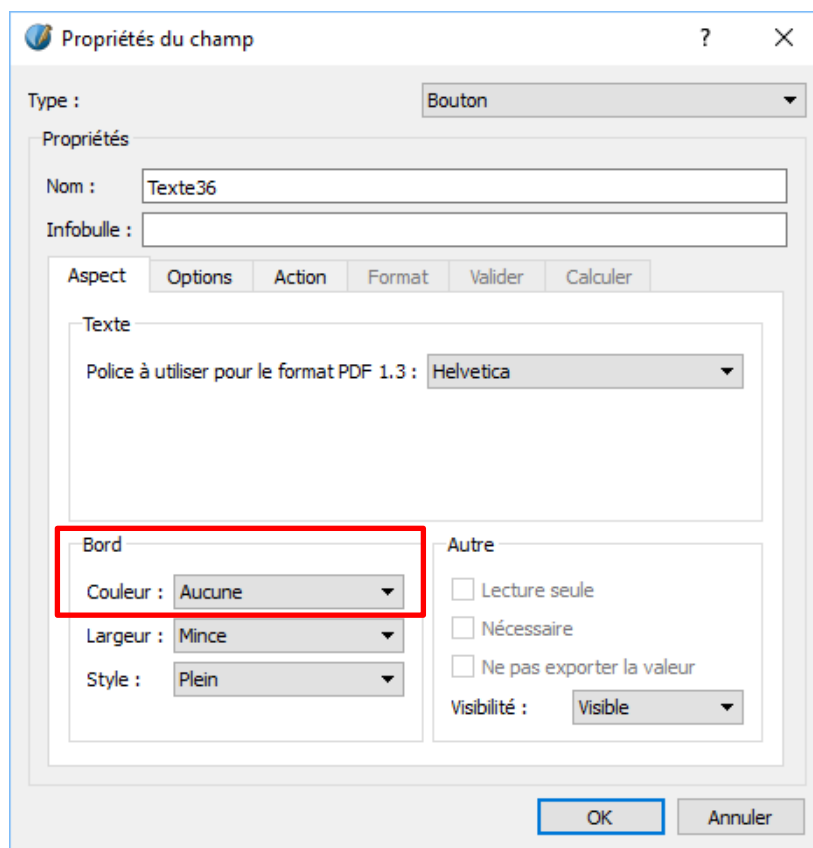 Propriétés du champ ?
Type : Bouton
Propriétés
Nom : Texte36
Infobulle :
Aspect Options Action Format Valider Calculer
Texte
Police à utiliser pour le format PDF 1.3 : Helvetica
Bord Autre
Couleur : Aucune Lecture seule
Largeur : Mince Nécessaire
Style : Plein Ne pas exporter la valeur
Visibilité : Visible
OK Annuler